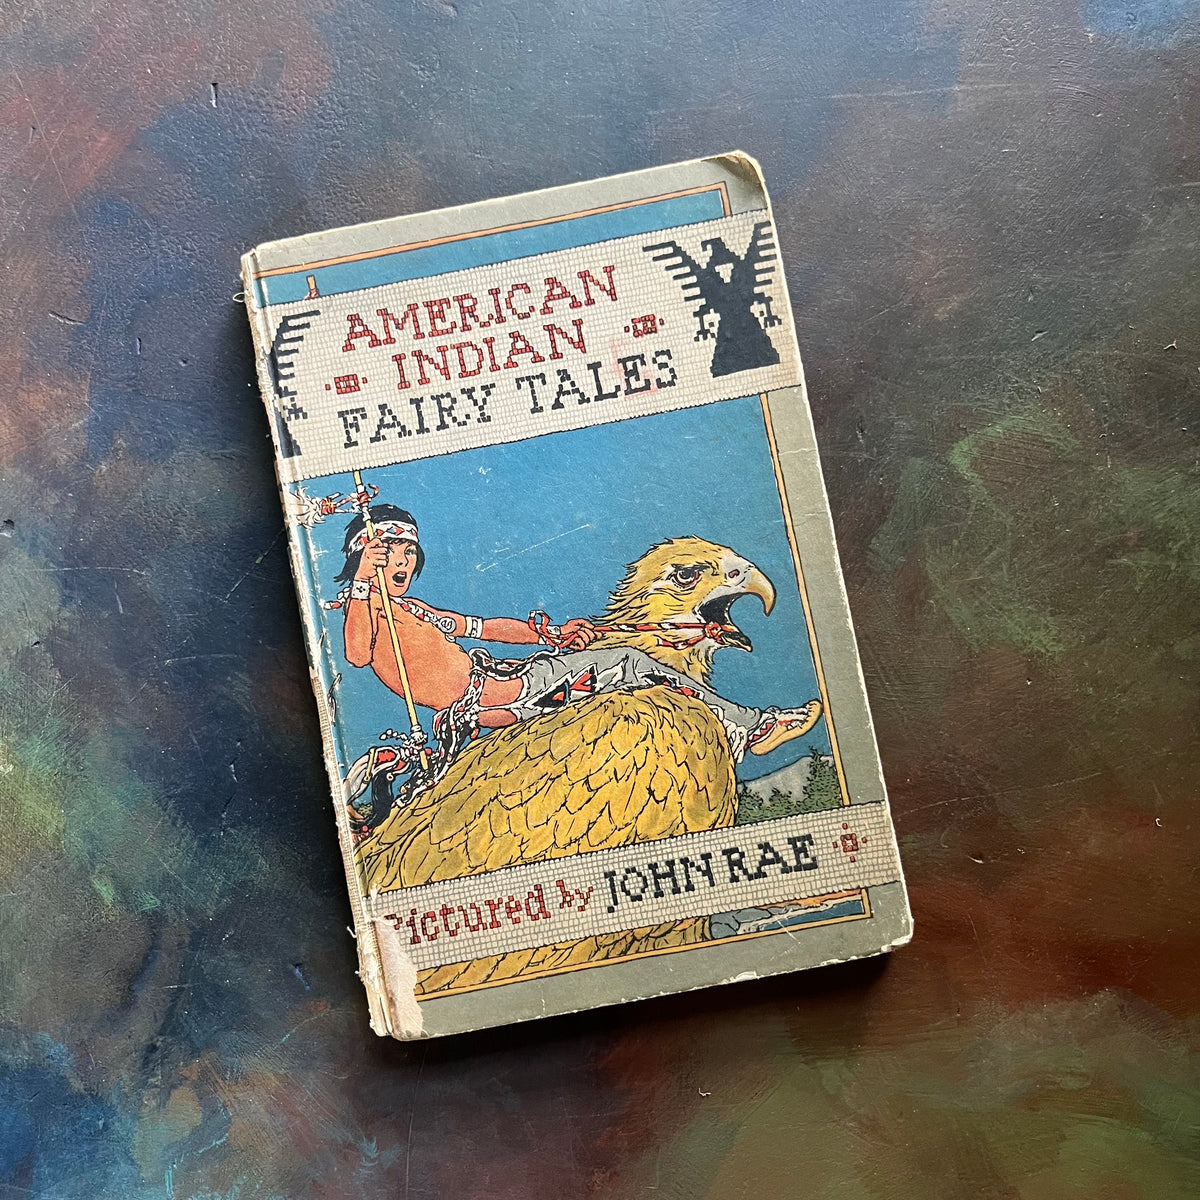 AMERICAN
INDIAN
FAIRY TALES
Pictured by JOHN RAE